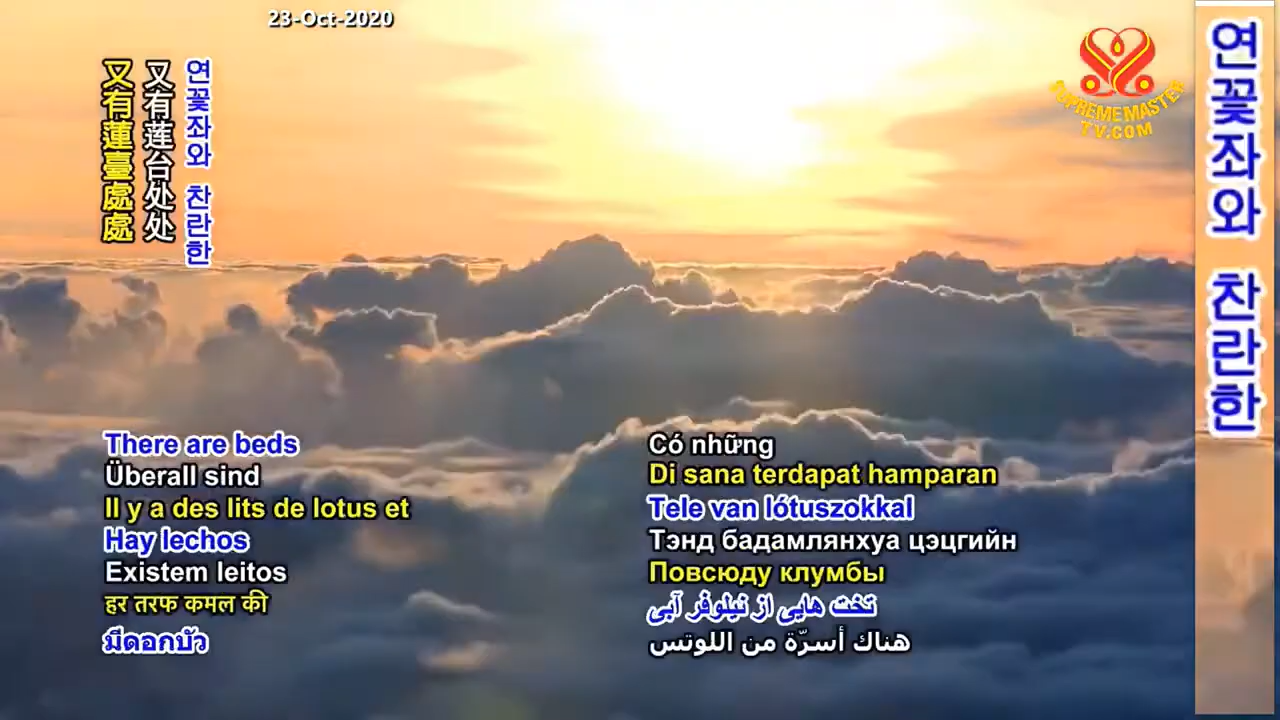 23-Oct-2020
SUPREME MASTER
TV.COM
연꽃좌와 찬란한
연꽃좌와 찬란한
又有莲台处处
又有蓮臺處處
There are beds
Überall sind
Il y a des lits de lotus et
Hay lechos
Existem leitos
हर तरफ कमल की
มีดอกบัว
Có những
Di sana terdapat hamparan
Tele van lótuszokkal
Тэнд бадамлянхуа цэцгийн
Повсюду клумбы
تخت هایی از نیلوفر آبی
هناك أسرّة من اللوتس